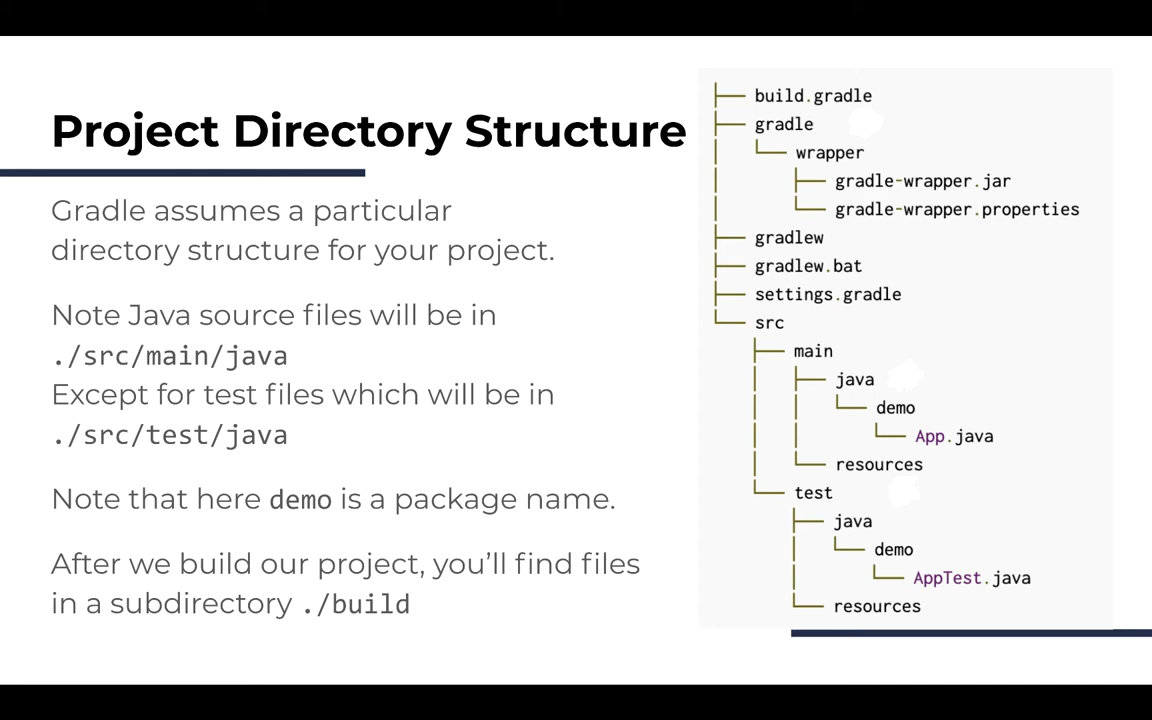 Project Directory Structure
Gradle assumes a particular
directory structure for your project.
Note Java source files will be in
./src/main/java
Except for test files which will be in
./src/test/java
Note that here demo is a package name.
After we build our project, you’ll find files
in a subdirectory ./build
├── build.gradle
├── gradle
│   └── wrapper
│       ├── gradle-wrapper.jar
│       └── gradle-wrapper.properties
├── gradlew
├── gradlew.bat
├── settings.gradle
└── src
    ├── main
    │   ├── java
    │   │   └── demo
    │   │       └── App.java
    │   └── resources
    └── test
        ├── java
        │   └── demo
        │       └── AppTest.java
        └── resources